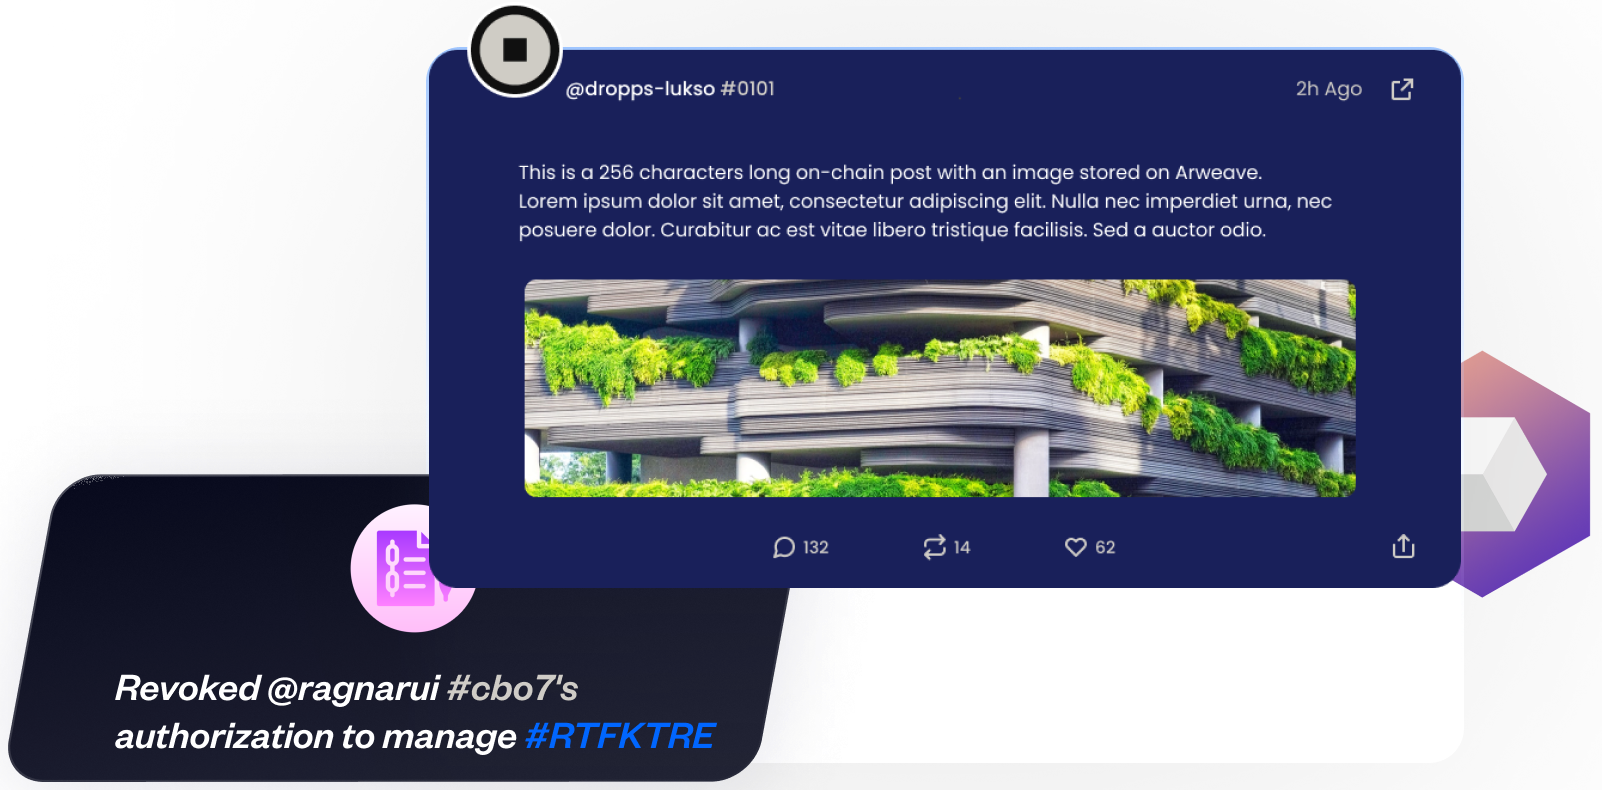 @dropps-lukso #0101
2h Ago
This is a 256 characters long on-chain post with an image stored on Arweave.
Lorem ipsum dolor sit amet, consectetur adipiscing elit. Nulla nec imperdiet urna, nec
posuere dolor. Curabitur ac est vitae libero tristique facilisis. Sed a auctor odio.
132
14
62
Revoked @ragnarui #cbo7's
authorization to manage #RTFKTRE